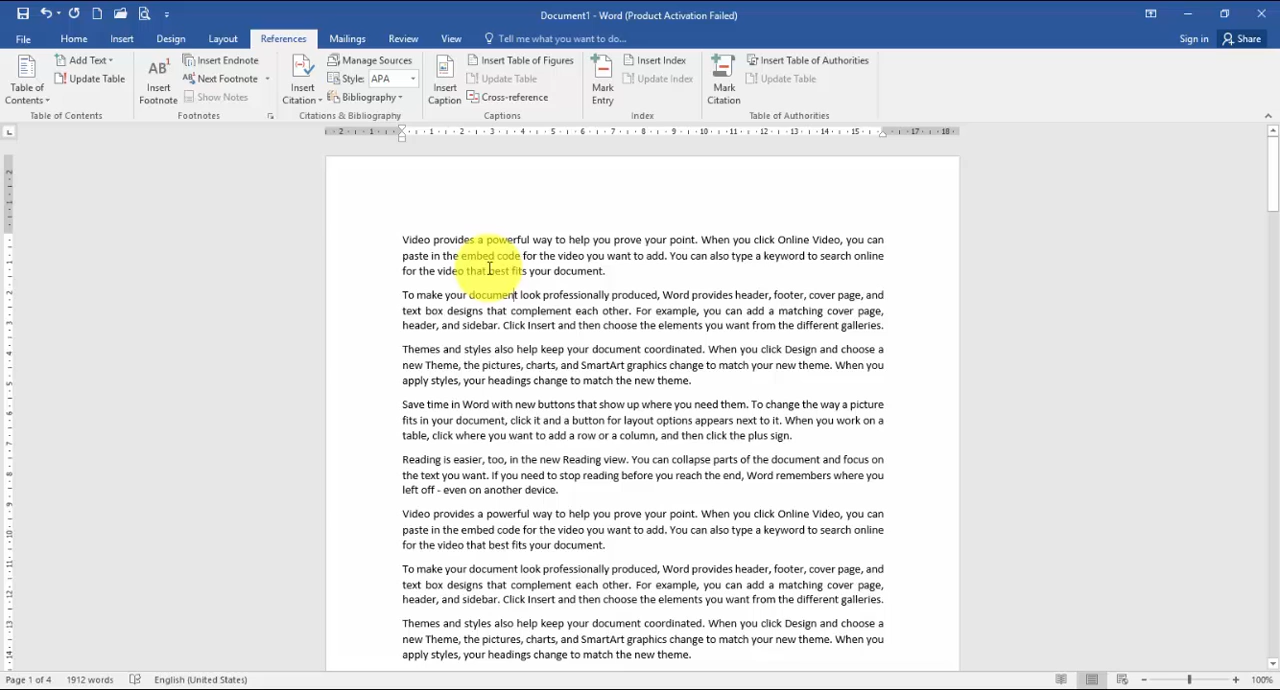 Document1 - Word (Product Activation Failed)
File Home Insert Design Layout References Mailings Review View Tell me what you want to do... Sign in Share
Table of Contents
Add Text
Update Table
Table of Contents
AB1 Insert Footnote
Insert Endnote
Next Footnote
Show Notes
Footnotes
Insert Citation
Manage Sources
Style: APA
Bibliography
Citations & Bibliography
Insert Caption
Insert Table of Figures
Update Table
Cross-reference
Captions
Mark Entry
Insert Index
Update Index
Index
Mark Citation
Insert Table of Authorities
Update Table
Table of Authorities
2 1 1 2 3 4 5 6 7 8 9 10 11 12 13 14 15 17 18
Video provides a powerful way to help you prove your point. When you click Online Video, you can
paste in the embed code for the video you want to add. You can also type a keyword to search online
for the video that best fits your document.
To make your document look professionally produced, Word provides header, footer, cover page, and
text box designs that complement each other. For example, you can add a matching cover page,
header, and sidebar. Click Insert and then choose the elements you want from the different galleries.
Themes and styles also help keep your document coordinated. When you click Design and choose a
new Theme, the pictures, charts, and SmartArt graphics change to match your new theme. When you
apply styles, your headings change to match the new theme.
Save time in Word with new buttons that show up where you need them. To change the way a picture
fits in your document, click it and a button for layout options appears next to it. When you work on a
table, click where you want to add a row or a column, and then click the plus sign.
Reading is easier, too, in the new Reading view. You can collapse parts of the document and focus on
the text you want. If you need to stop reading before you reach the end, Word remembers where you
left off - even on another device.
Video provides a powerful way to help you prove your point. When you click Online Video, you can
paste in the embed code for the video you want to add. You can also type a keyword to search online
for the video that best fits your document.
To make your document look professionally produced, Word provides header, footer, cover page, and
text box designs that complement each other. For example, you can add a matching cover page,
header, and sidebar. Click Insert and then choose the elements you want from the different galleries.
Themes and styles also help keep your document coordinated. When you click Design and choose a
new Theme, the pictures, charts, and SmartArt graphics change to match your new theme. When you
apply styles, your headings change to match the new theme.
Page 1 of 4 1912 words English (United States) 100%